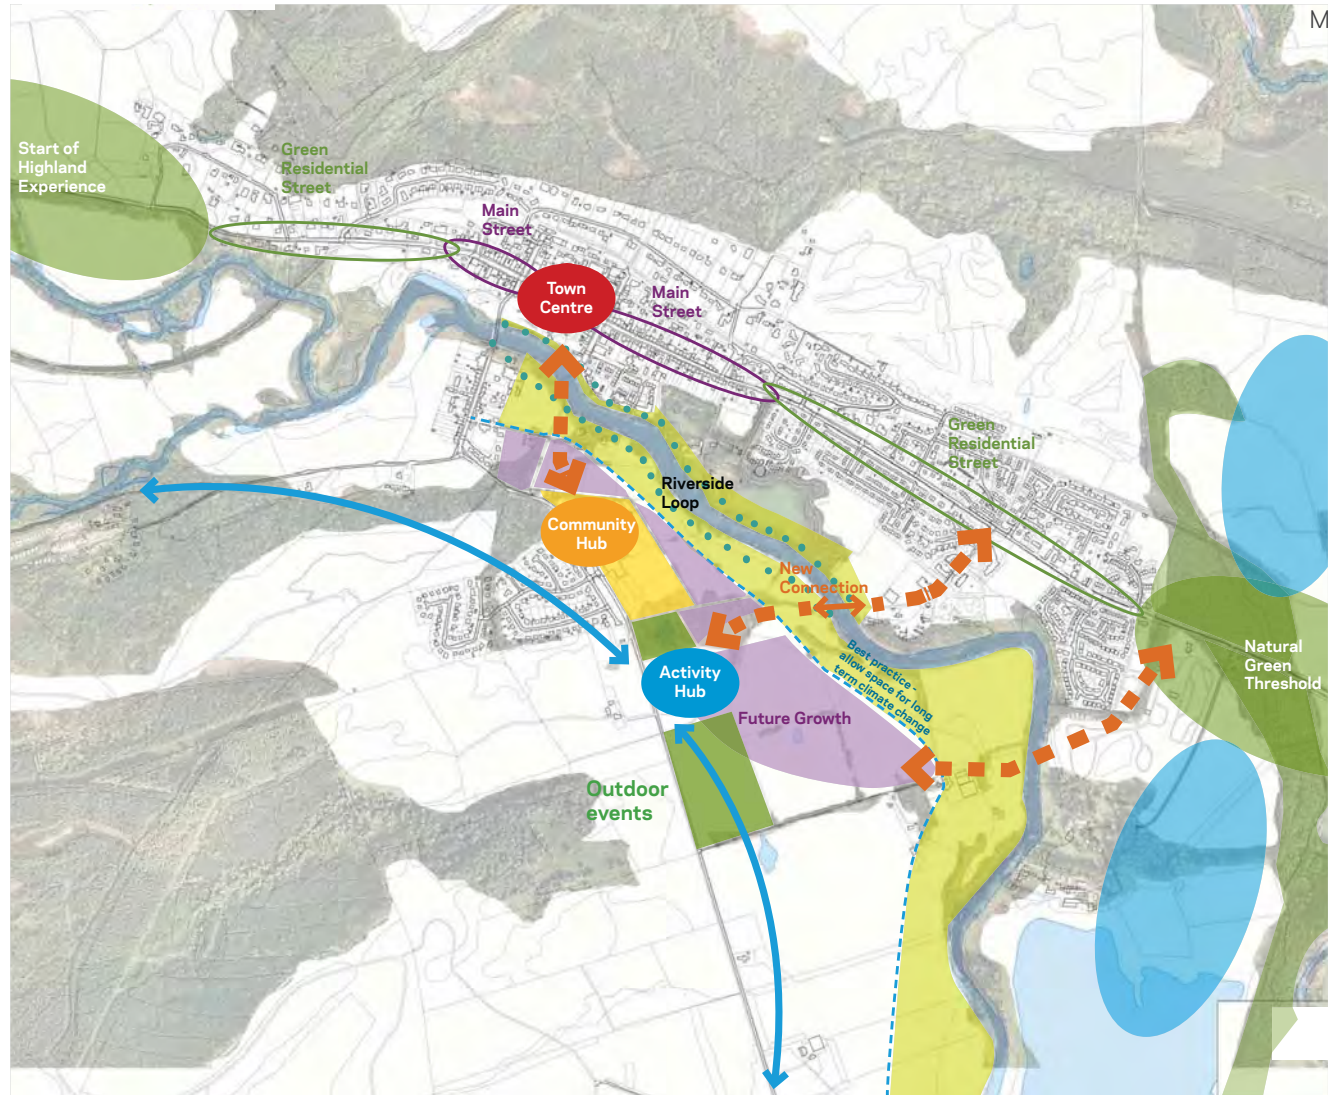 M
Start of
Highland
Experience
Green
Residential
Street
Main
Street
Town
Centre
Main
Street
Green
Residential
Street
Riverside
Loop
Community
Hub
New
Connection
Best practice -
allow space for long
term climate change
Natural
Green
Threshold
Activity
Hub
Future Growth
Outdoor
events